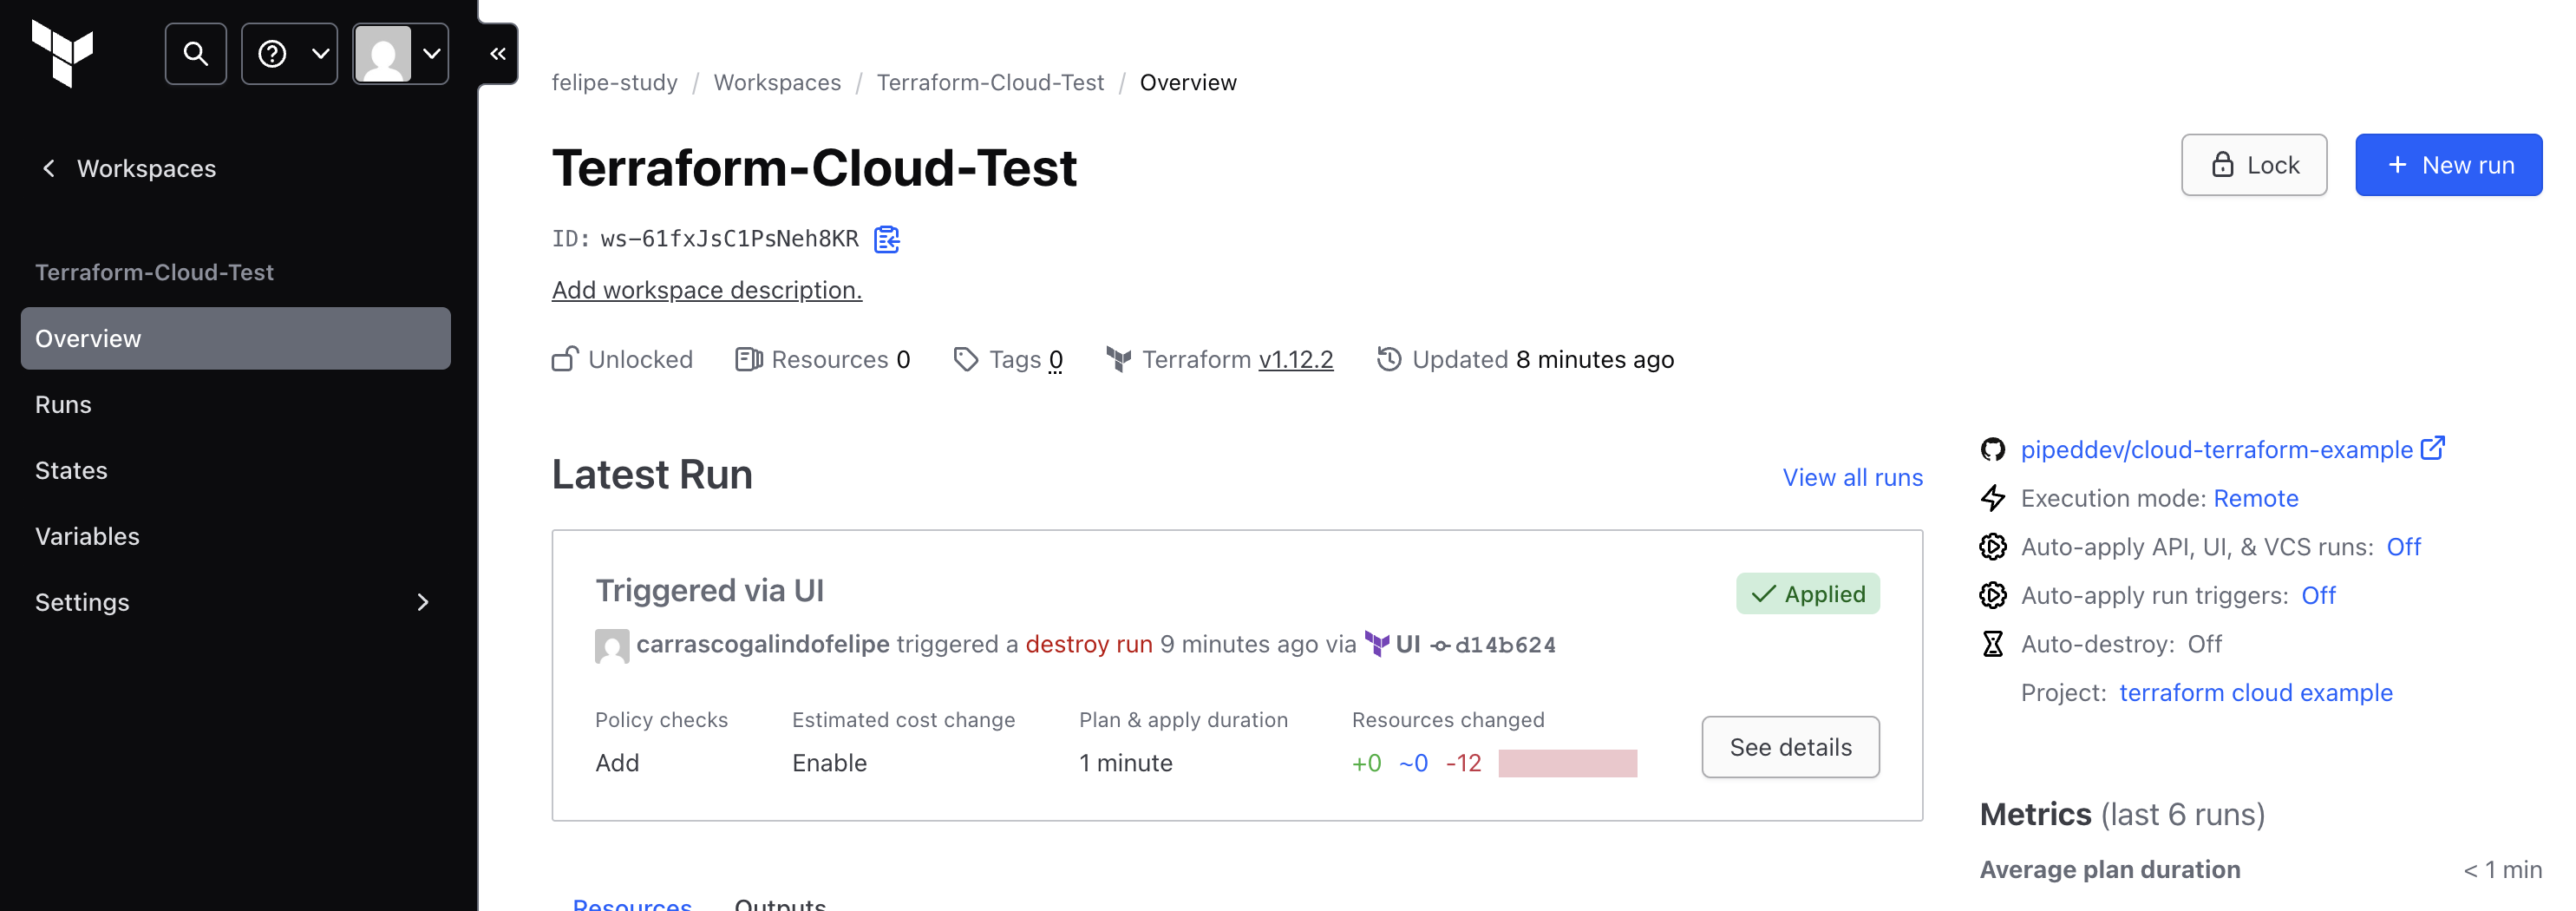 felipe-study / Workspaces / Terraform-Cloud-Test / Overview
Workspaces
Terraform-Cloud-Test
Overview
Runs
States
Variables
Settings
Terraform-Cloud-Test
Lock
+ New run
ID: ws-61fxJsC1PsNeh8KR
Add workspace description.
Unlocked Resources 0 Tags 0 Terraform v1.12.2 Updated 8 minutes ago
Latest Run
View all runs
Triggered via UI
Applied
carrascogalindofelipe triggered a destroy run 9 minutes ago via UI d14b624
Policy checks Estimated cost change Plan & apply duration Resources changed
Add Enable 1 minute +0 ~0 -12
See details
Resources Outputs
pipeddev/cloud-terraform-example
Execution mode: Remote
Auto-apply API, UI, & VCS runs: Off
Auto-apply run triggers: Off
Auto-destroy: Off
Project: terraform cloud example
Metrics (last 6 runs)
Average plan duration < 1 min